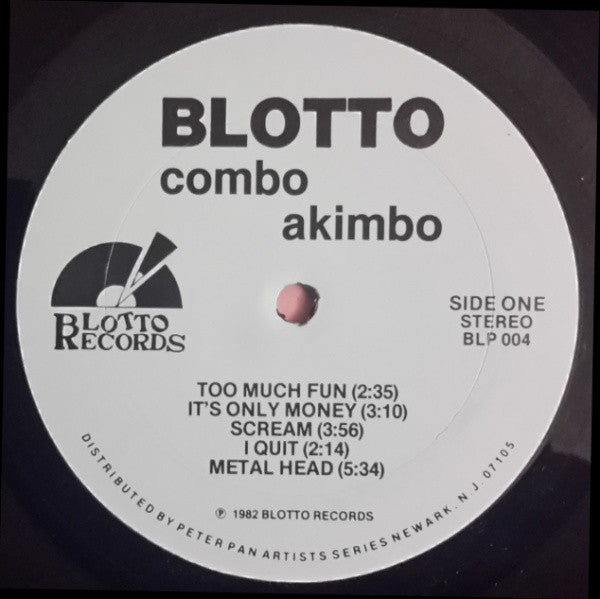 BLOTTO
combo
akimbo
BLOTTO
RECORDS
SIDE ONE
STEREO
BLP 004
TOO MUCH FUN (2:35)
IT'S ONLY MONEY (3:10)
SCREAM (3:56)
I QUIT (2:14)
METAL HEAD (5:34)
℗ 1982 BLOTTO RECORDS
DISTRIBUTED BY PETER PAN ARTISTS SERIES NEWARK, N.J. 07105